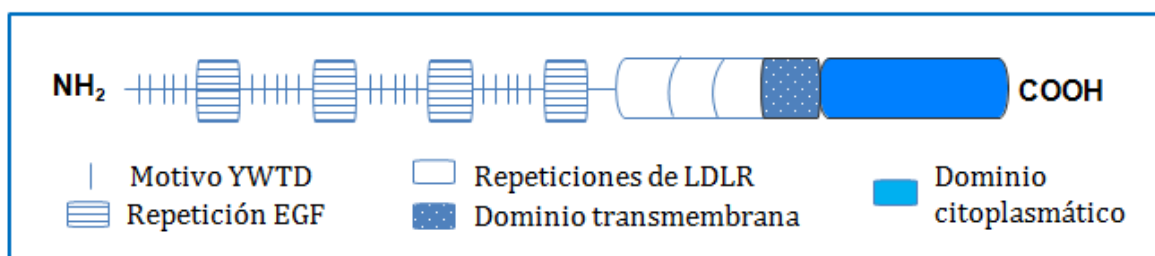 NH₂ COOH
Motivo YWTD
Repeticiones de LDLR
Dominio citoplasmático
Repetición EGF
Dominio transmembrana